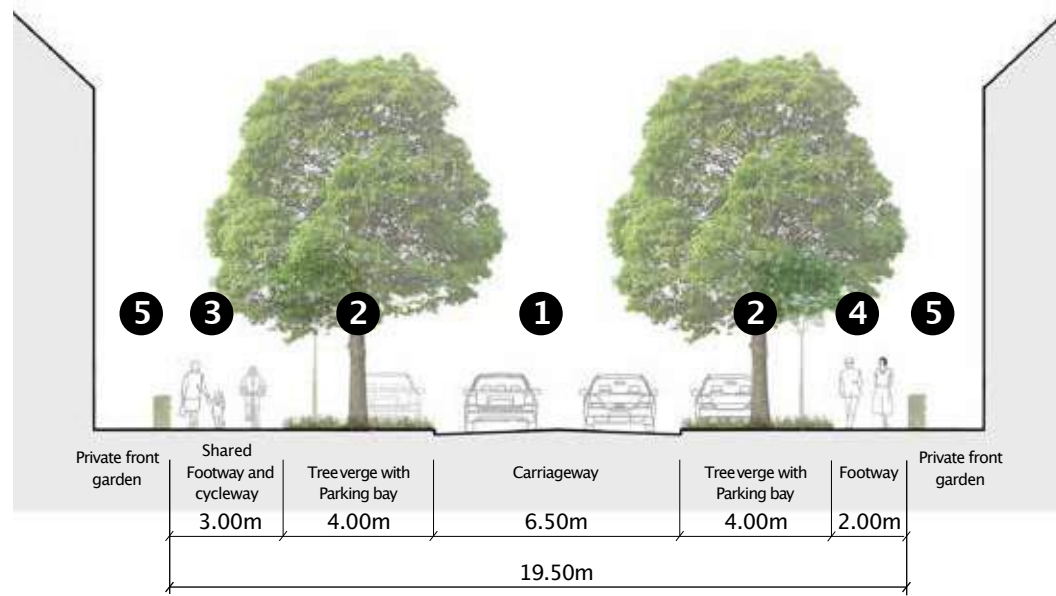 5
3
2
1
2
4
5
Private front
garden
Shared
Footway and
cycleway
Tree verge with
Parking bay
Carriageway
Tree verge with
Parking bay
Footway
Private front
garden
3.00m
4.00m
6.50m
4.00m
2.00m
19.50m